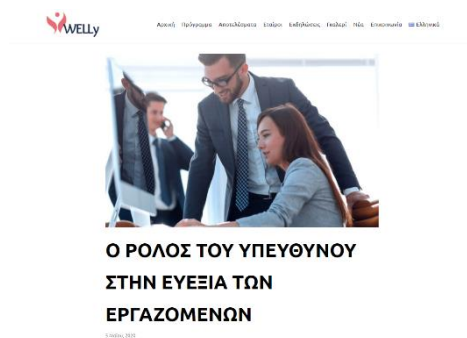 WELLy
Αρχική Πρόγραμμα Αποτελέσματα Εταίροι Εκδηλώσεις Γκαλερί Νέα Επικοινωνία Ελληνικά
Ο ΡΟΛΟΣ ΤΟΥ ΥΠΕΥΘΥΝΟΥ
ΣΤΗΝ ΕΥΕΞΙΑ ΤΩΝ
ΕΡΓΑΖΟΜΕΝΩΝ